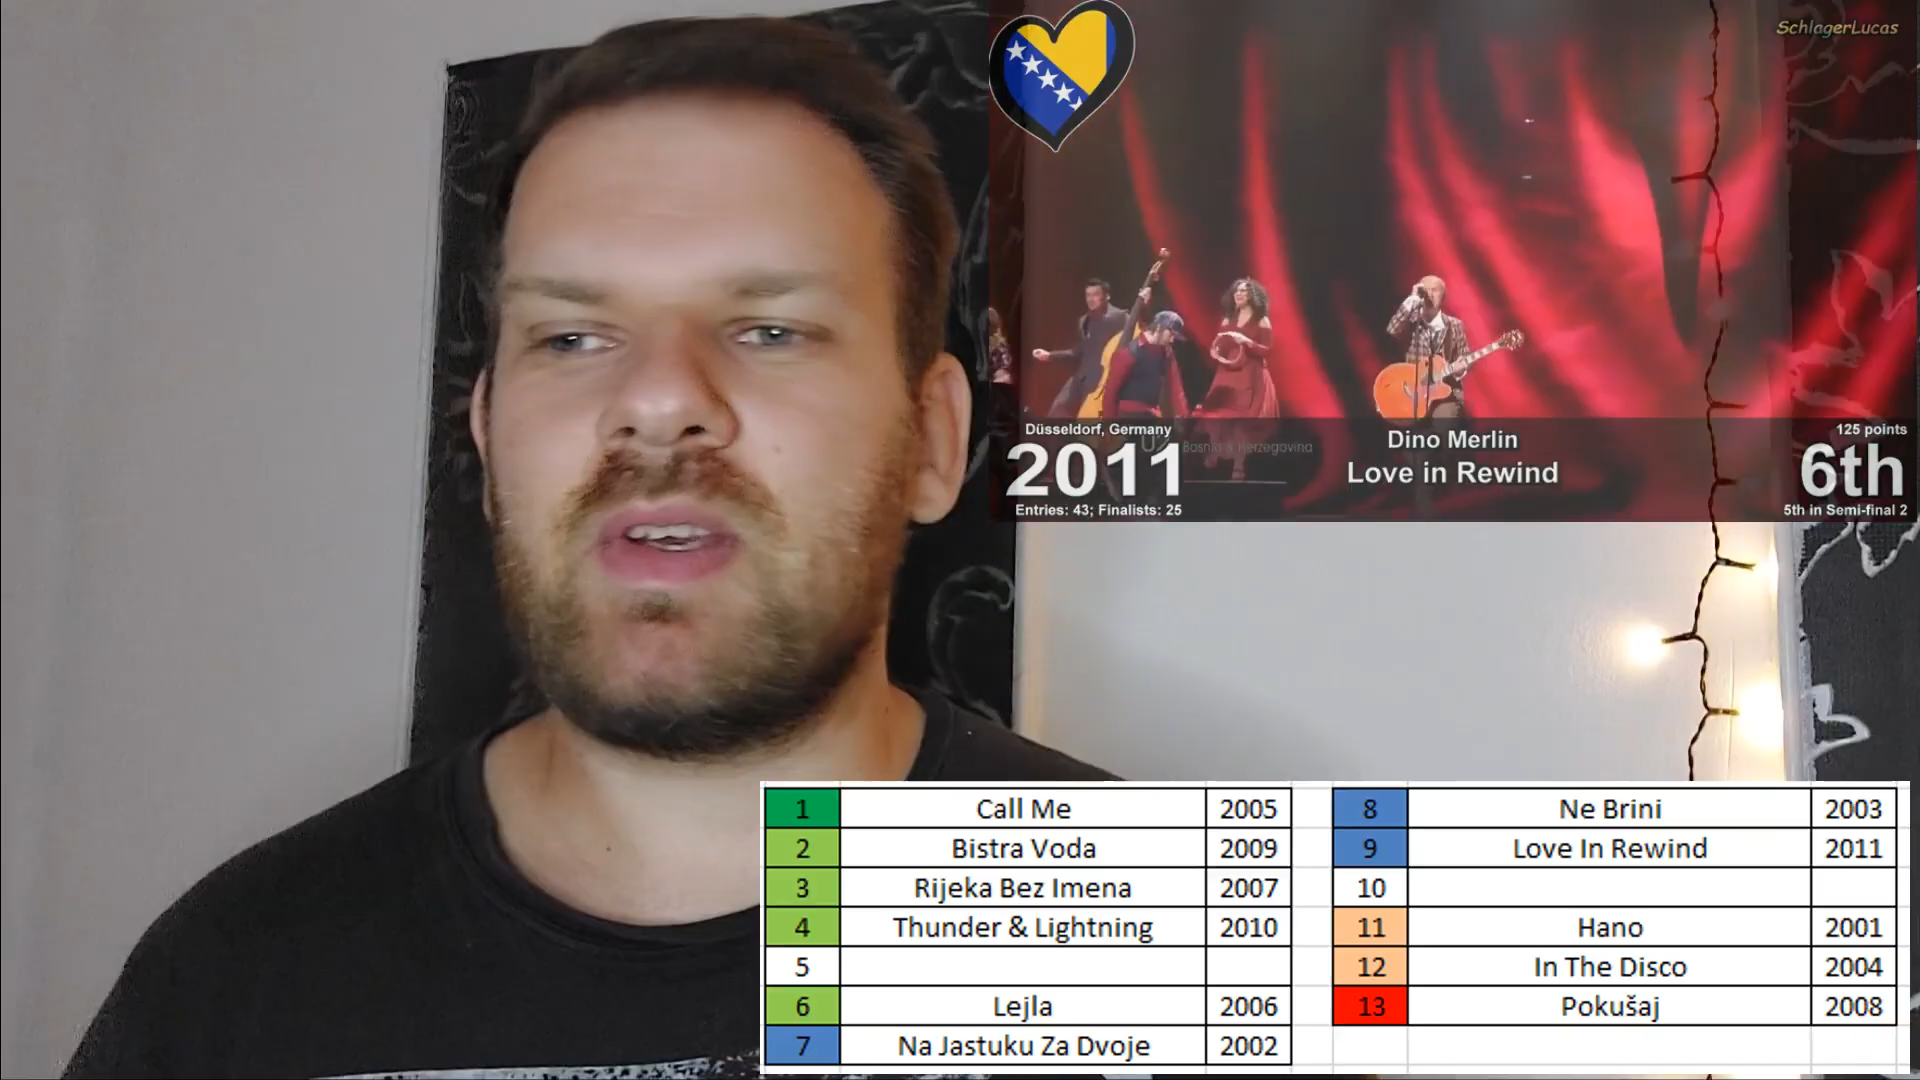 SchlagerLucas
Düsseldorf, Germany
2011
Entries: 43; Finalists: 25
Bosnia & Herzegovina
Dino Merlin
Love in Rewind
125 points
6th
5th in Semi-final 2
1 Call Me 2005
2 Bistra Voda 2009
3 Rijeka Bez Imena 2007
4 Thunder & Lightning 2010
5
6 Lejla 2006
7 Na Jastuku Za Dvoje 2002
8 Ne Brini 2003
9 Love In Rewind 2011
10
11 Hano 2001
12 In The Disco 2004
13 Pokušaj 2008